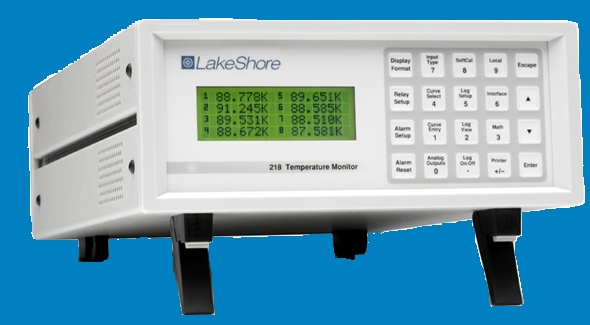 LakeShore
1 88.778K 5 89.651K
2 91.245K 6 88.585K
3 89.531K 7 88.510K
4 88.672K 8 87.581K
218 Temperature Monitor
Display
Format
Input
Type
7
SoftCal
8
Local
9
Escape
Relay
Setup
Curve
Select
4
Log
Setup
5
Interface
6
▲
Alarm
Setup
Curve
Entry
1
Log
View
2
Math
3
▼
Alarm
Reset
Analog
Outputs
0
Log
On/Off
.
Printer
+/−
Enter